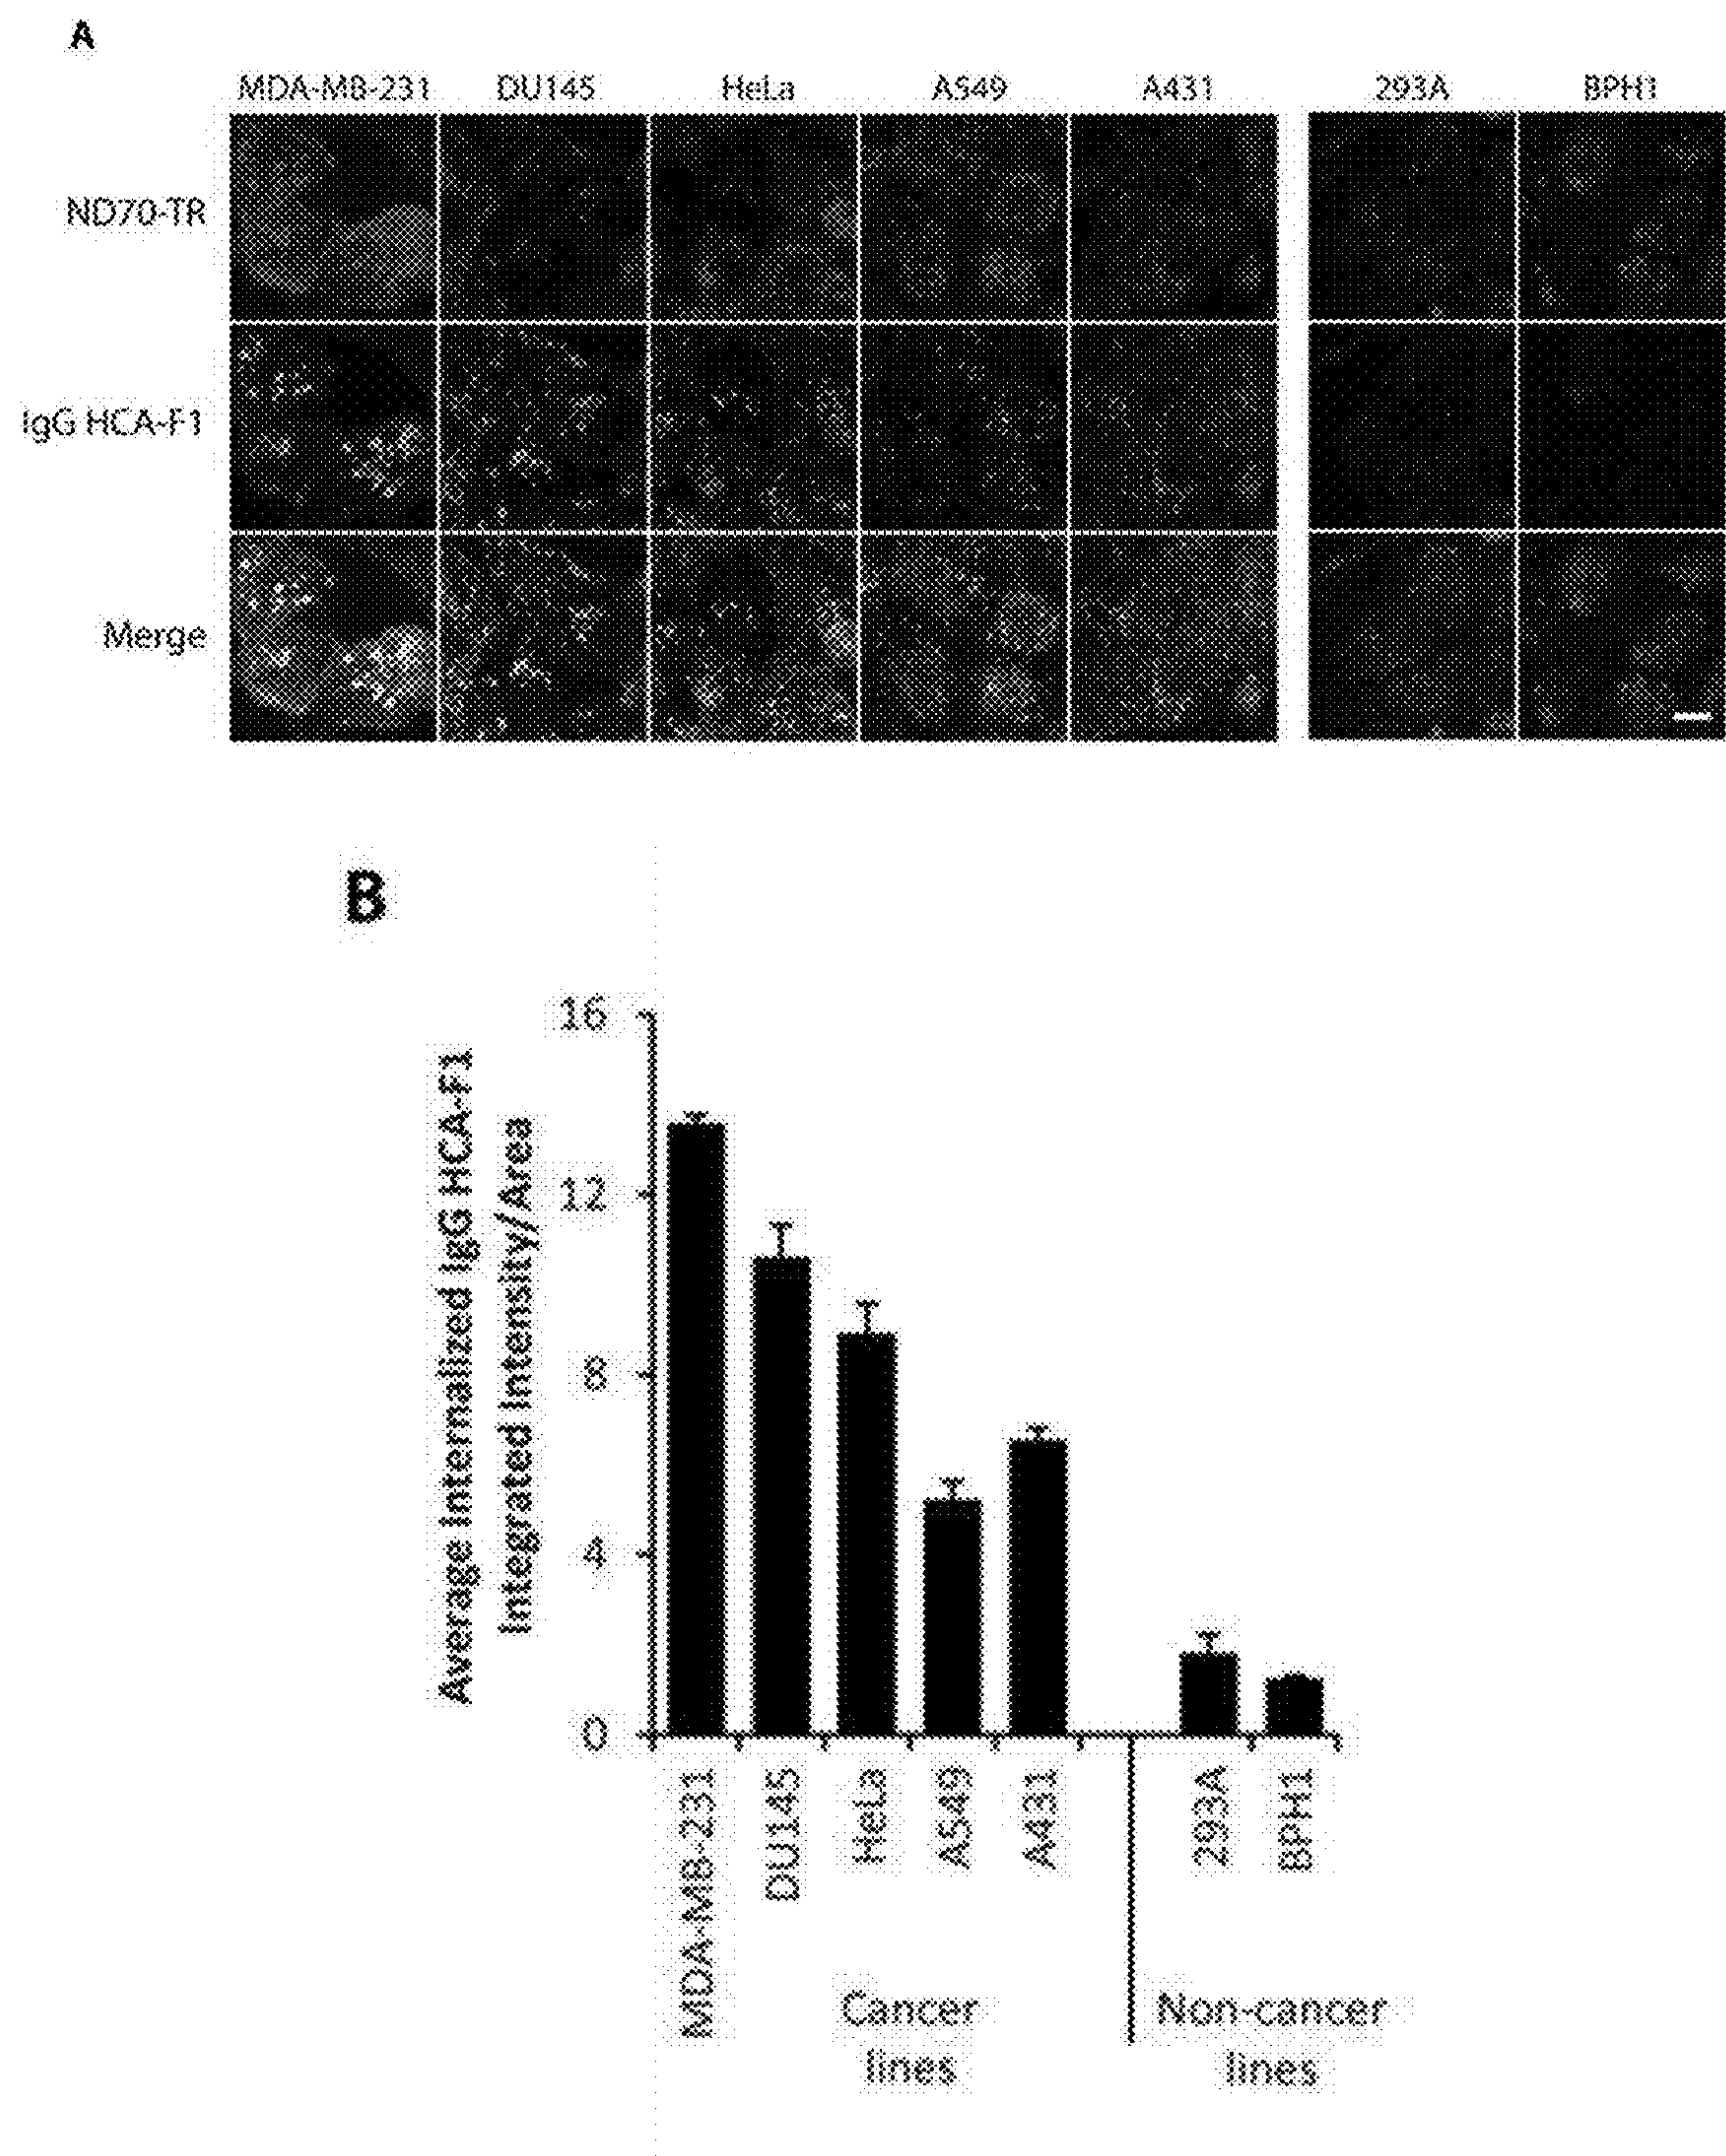 A
MDA-MB-231 DU145 HeLa A549 A431 293A BPH1
ND70-TR
IgG HCA-F1
Merge
B
Average Internalized IgG HCA-F1
Integrated Intensity/Area
16
12
8
4
0
MDA-MB-231
DU145
HeLa
A549
A431
293A
BPH1
Cancer
lines
Non-cancer
lines